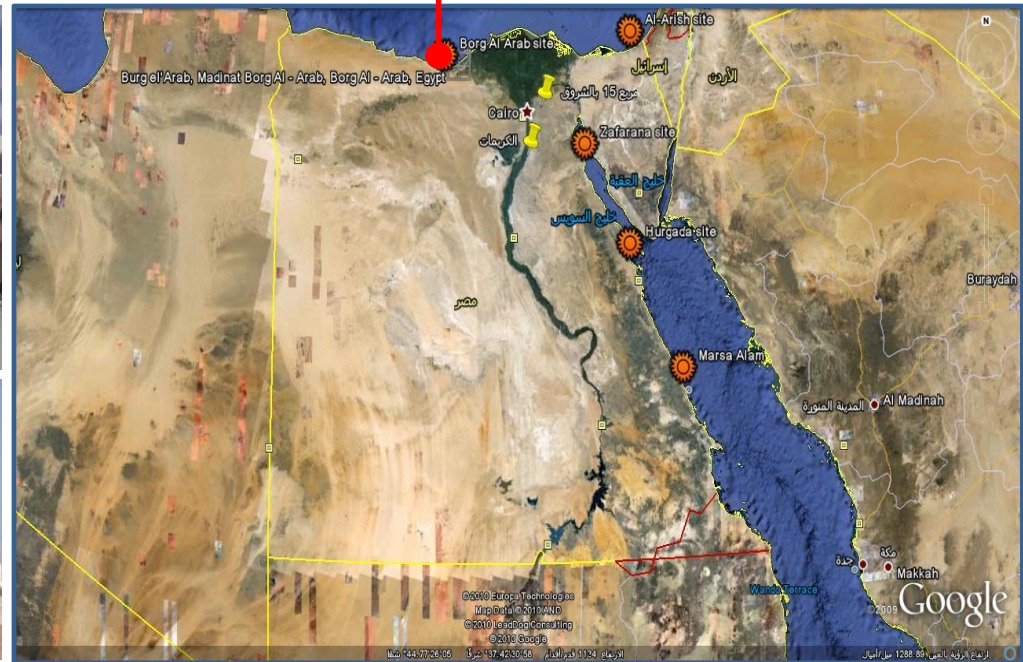 N
Al-Arish site
Borg Al Arab site
إسرائيل
الأردن
Burg el'Arab, Madinat Borg Al - Arab, Borg Al - Arab, Egypt
مربع 15 بالشروق
Cairo
الكريمات
Zafarana site
خليج العقبة
خليج السويس
Hurgada site
Buraydah
مصر
Marsa Alam
المدينة المنورة
Al Madinah
مكة
جدة
Makkah
Wando Terrace
© 2010 Europa Technologies
Map Data © 2010 AND
© 2010 LeadDog Consulting
© 2010 Google
©2009 Google